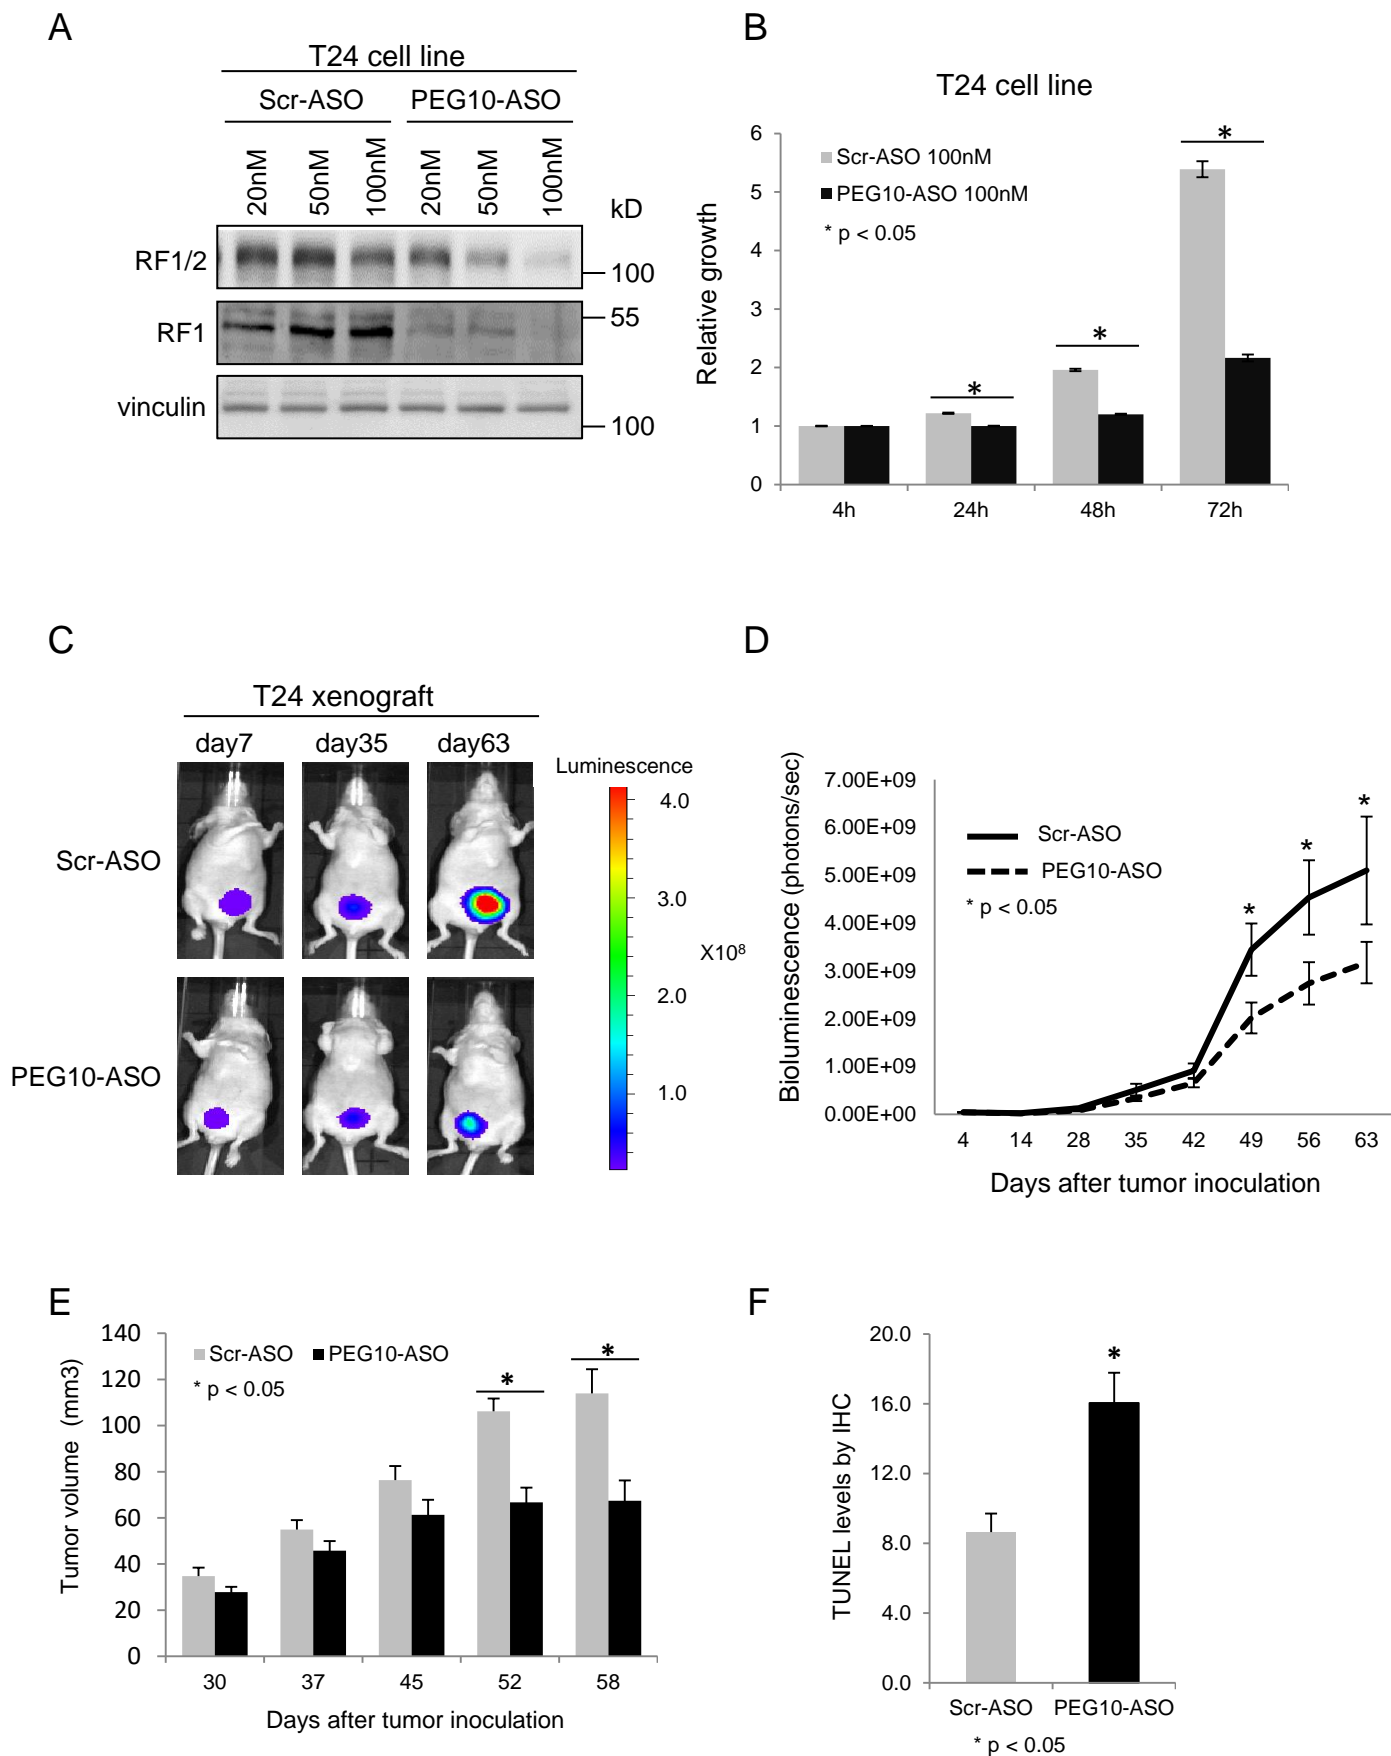 A
T24 cell line
Scr-ASO PEG10-ASO
20nM 50nM 100nM 20nM 50nM 100nM
kD
RF1/2
100
RF1
55
vinculin
100
B
T24 cell line
Relative growth
6
5
4
3
2
1
0
Scr-ASO 100nM
PEG10-ASO 100nM
* p < 0.05
*
*
*
4h 24h 48h 72h
C
T24 xenograft
day7 day35 day63
Scr-ASO
PEG10-ASO
Luminescence
4.0
3.0
2.0
1.0
X10⁸
D
Bioluminescence (photons/sec)
7.00E+09
6.00E+09
5.00E+09
4.00E+09
3.00E+09
2.00E+09
1.00E+09
0.00E+00
Scr-ASO
PEG10-ASO
* p < 0.05
*
*
*
4 14 28 35 42 49 56 63
Days after tumor inoculation
E
Tumor volume (mm3)
140
120
100
80
60
40
20
0
Scr-ASO PEG10-ASO
* p < 0.05
*
*
30 37 45 52 58
Days after tumor inoculation
F
TUNEL levels by IHC
20.0
16.0
12.0
8.0
4.0
0.0
*
Scr-ASO PEG10-ASO
* p < 0.05